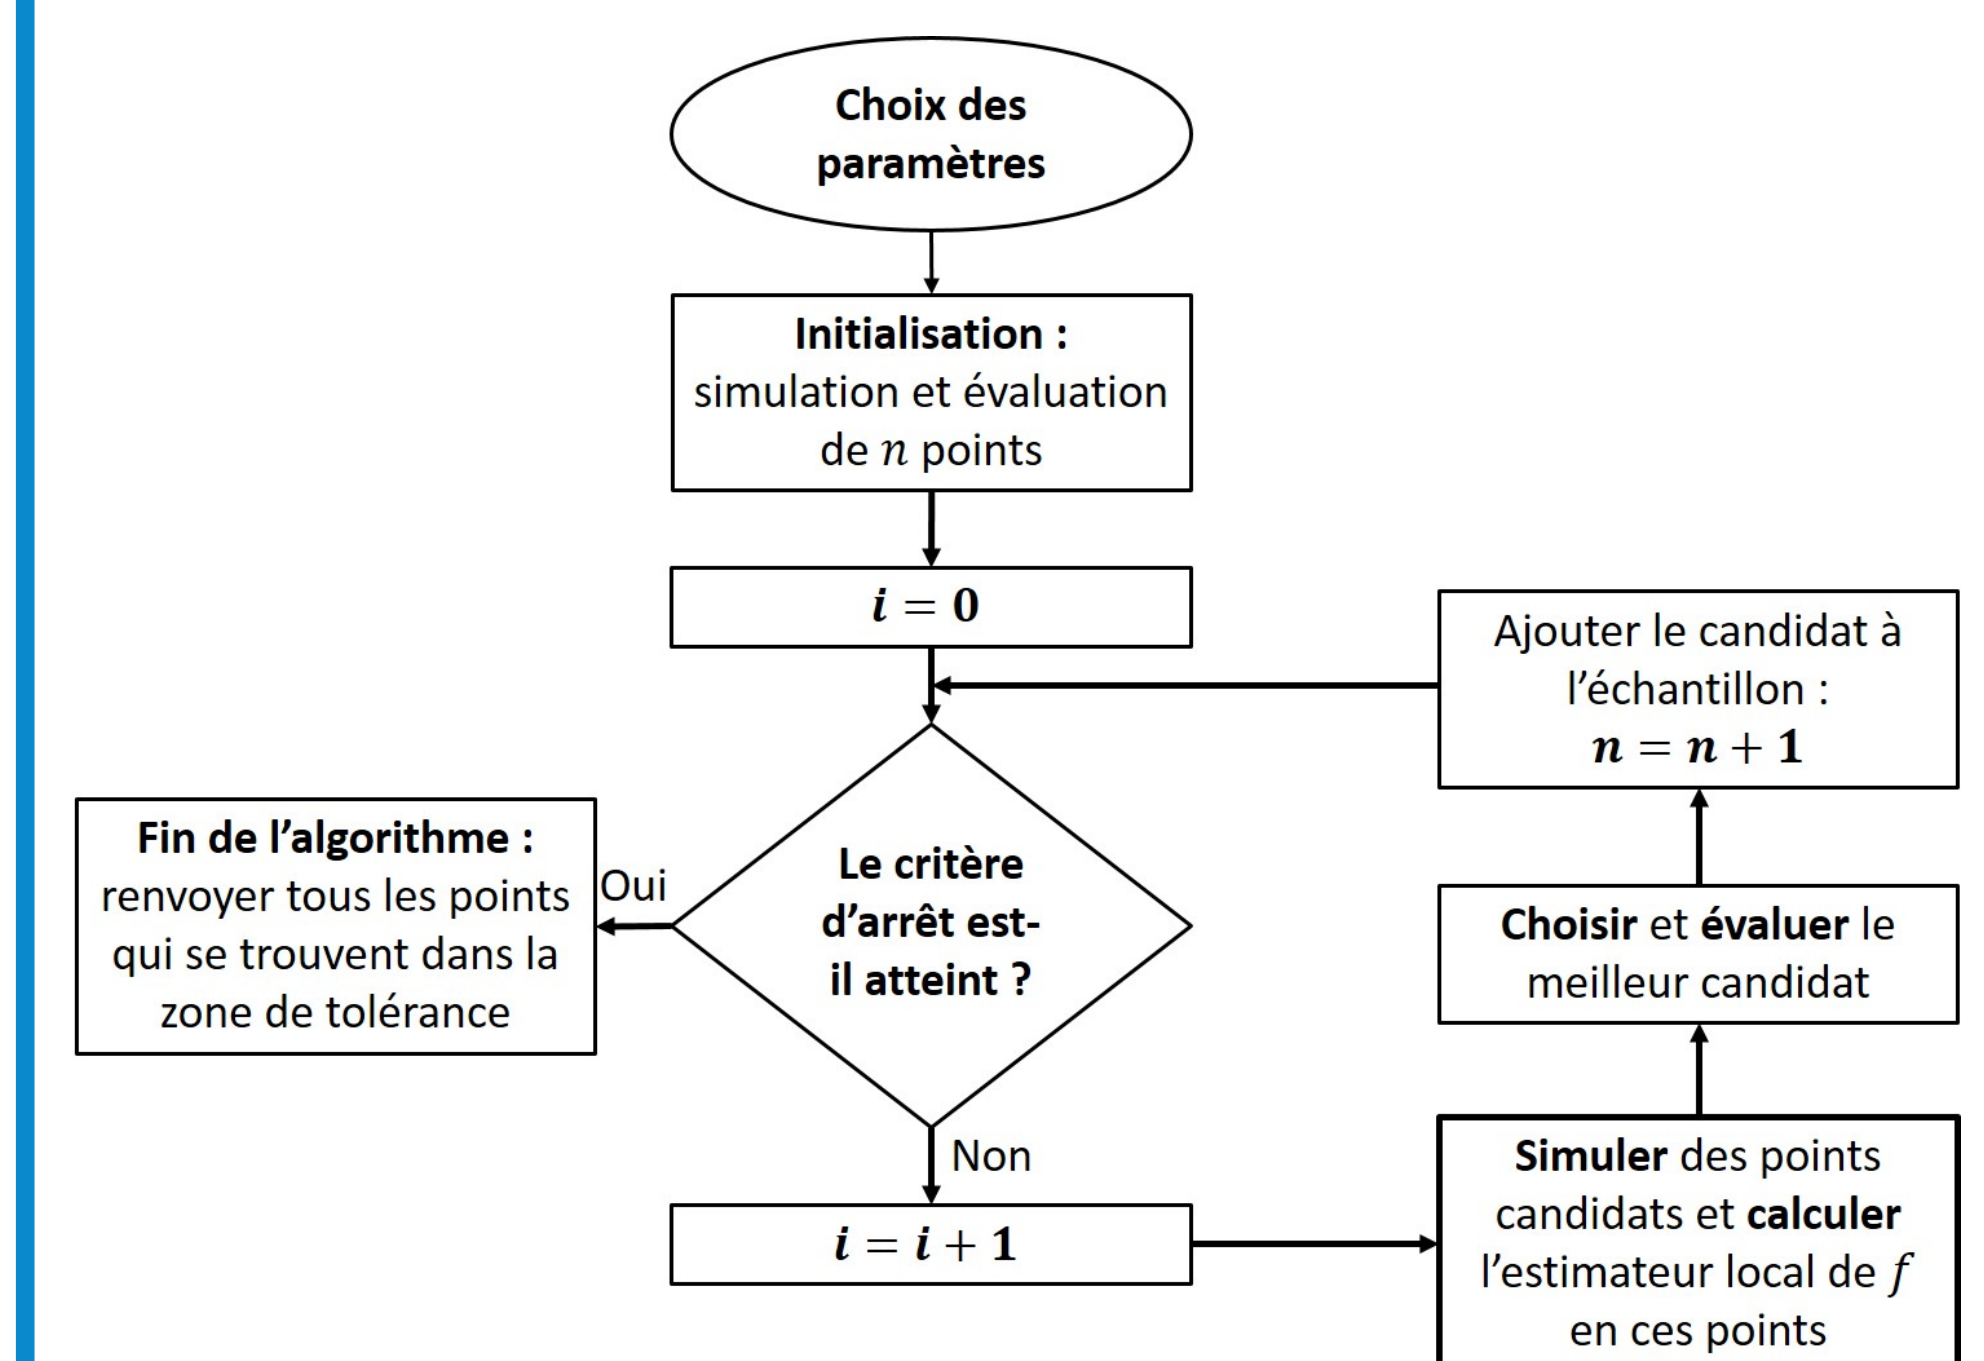 Choix des
paramètres
Initialisation :
simulation et évaluation
de n points
i = 0
Ajouter le candidat à
l’échantillon :
n = n + 1
Fin de l’algorithme :
renvoyer tous les points
qui se trouvent dans la
zone de tolérance
Oui
Le critère
d’arrêt est-
il atteint ?
Choisir et évaluer le
meilleur candidat
Non
i = i + 1
Simuler des points
candidats et calculer
l’estimateur local de f
en ces points